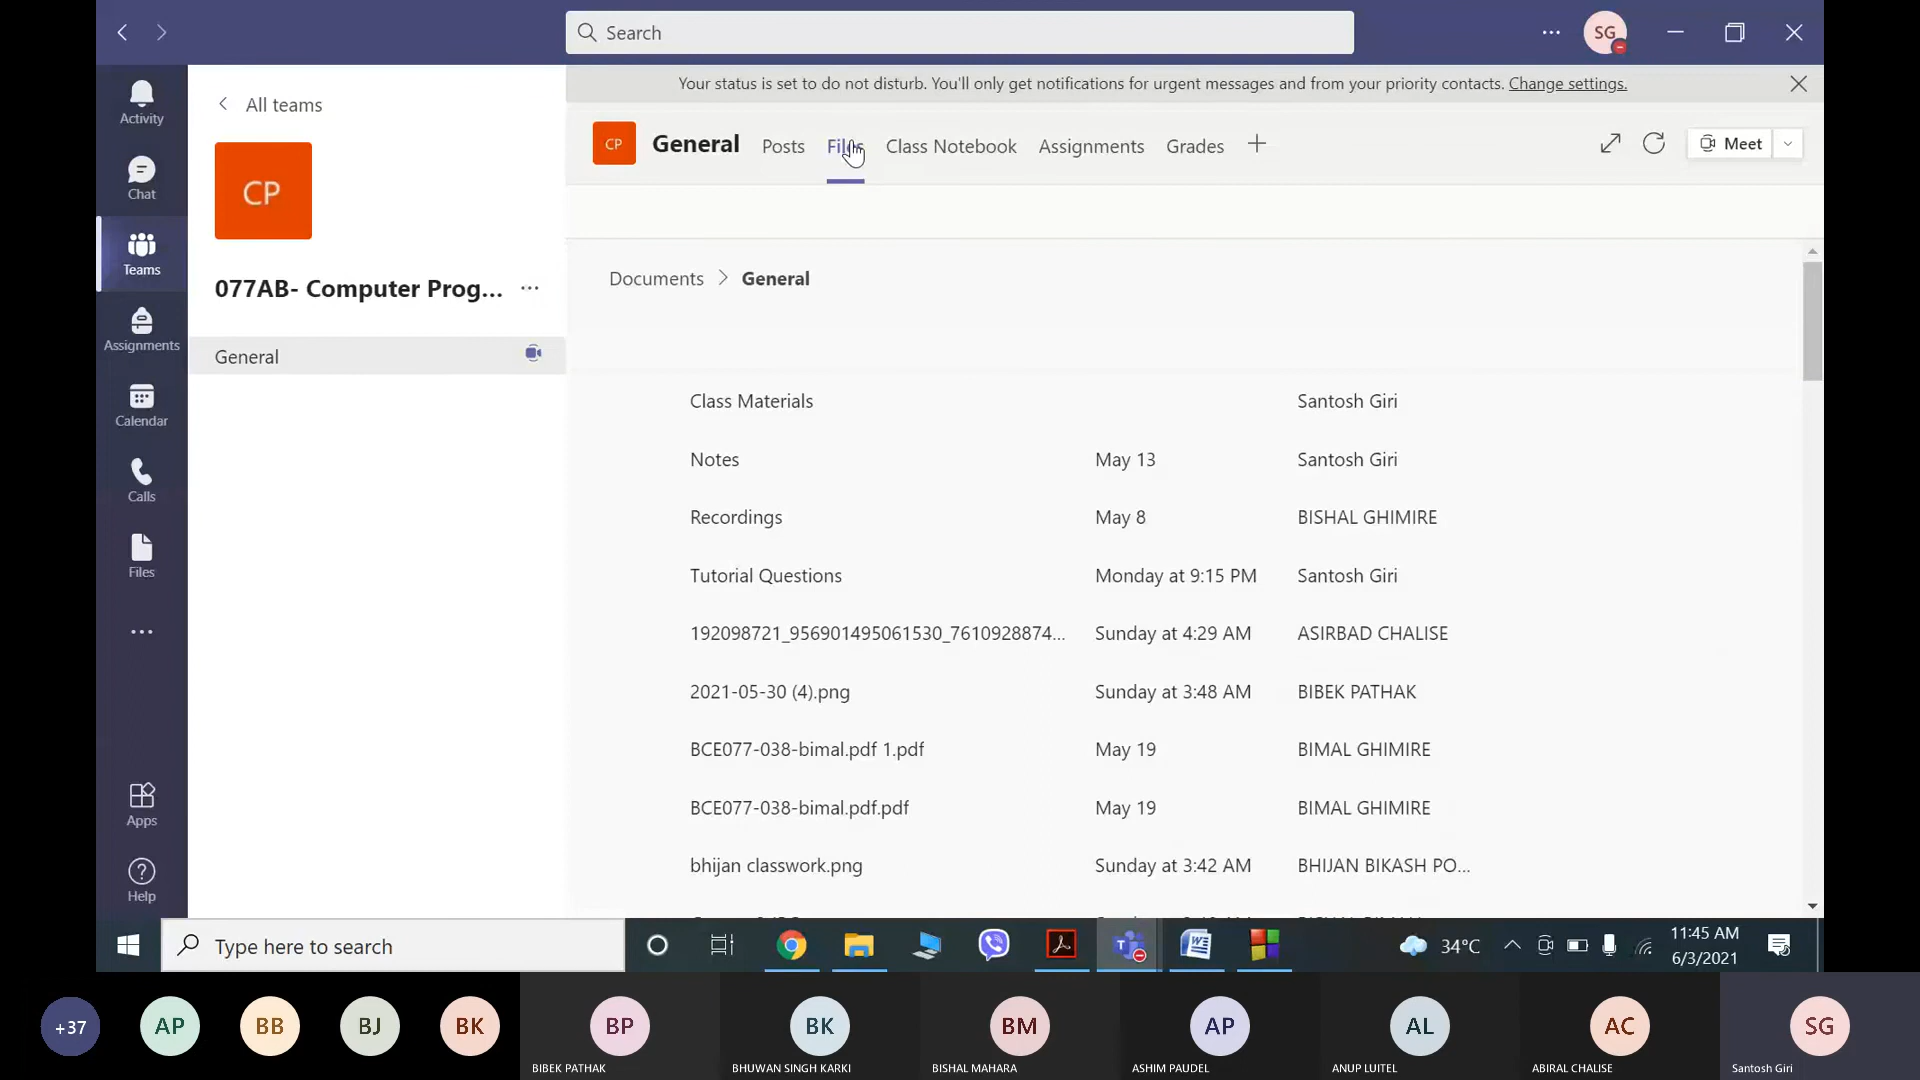 Search
SG
Your status is set to do not disturb. You'll only get notifications for urgent messages and from your priority contacts. Change settings.
Activity
Chat
Teams
Assignments
Calendar
Calls
Files
Apps
Help
All teams
CP
077AB- Computer Prog...
General
CP
General
Posts
Files
Class Notebook
Assignments
Grades
Meet
Documents
General
Class Materials Santosh Giri
Notes May 13 Santosh Giri
Recordings May 8 BISHAL GHIMIRE
Tutorial Questions Monday at 9:15 PM Santosh Giri
192098721_956901495061530_7610928874... Sunday at 4:29 AM ASIRBAD CHALISE
2021-05-30 (4).png Sunday at 3:48 AM BIBEK PATHAK
BCE077-038-bimal.pdf 1.pdf May 19 BIMAL GHIMIRE
BCE077-038-bimal.pdf.pdf May 19 BIMAL GHIMIRE
bhijan classwork.png Sunday at 3:42 AM BHIJAN BIKASH PO...
Type here to search
34°C
11:45 AM
6/3/2021
+37
AP
BB
BJ
BK
BP
BIBEK PATHAK
BK
BHUWAN SINGH KARKI
BM
BISHAL MAHARA
AP
ASHIM PAUDEL
AL
ANUP LUITEL
AC
ABIRAL CHALISE
SG
Santosh Giri